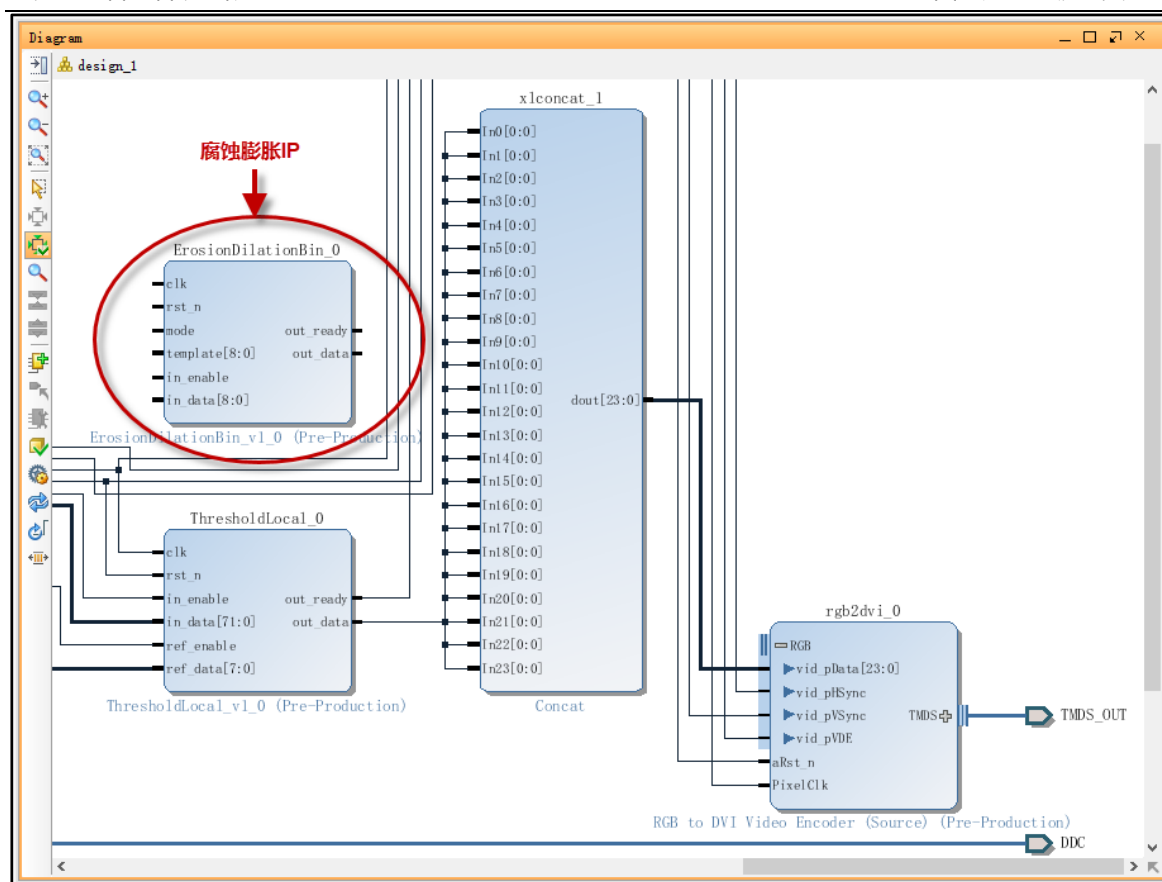 Diagram
design_1
xlconcat_1
In0[0:0]
In1[0:0]
In2[0:0]
In3[0:0]
In4[0:0]
In5[0:0]
In6[0:0]
In7[0:0]
In8[0:0]
In9[0:0]
In10[0:0]
In11[0:0]
In12[0:0]
In13[0:0]
In14[0:0]
In15[0:0]
In16[0:0]
In17[0:0]
In18[0:0]
In19[0:0]
In20[0:0]
In21[0:0]
In22[0:0]
In23[0:0]
dout[23:0]
Concat
腐蚀膨胀IP
ErosionDilationBin_0
clk
rst_n
mode
template[8:0]
in_enable
in_data[8:0]
out_ready
out_data
ErosionDilationBin_v1_0 (Pre-Production)
ThresholdLocal_0
clk
rst_n
in_enable
in_data[71:0]
ref_enable
ref_data[7:0]
out_ready
out_data
ThresholdLocal_v1_0 (Pre-Production)
rgb2dvi_0
RGB
vid_pData[23:0]
vid_pHSync
vid_pVSync
vid_pVDE
aRst_n
PixelClk
TMDS
RGB to DVI Video Encoder (Source) (Pre-Production)
TMDS_OUT
DDC